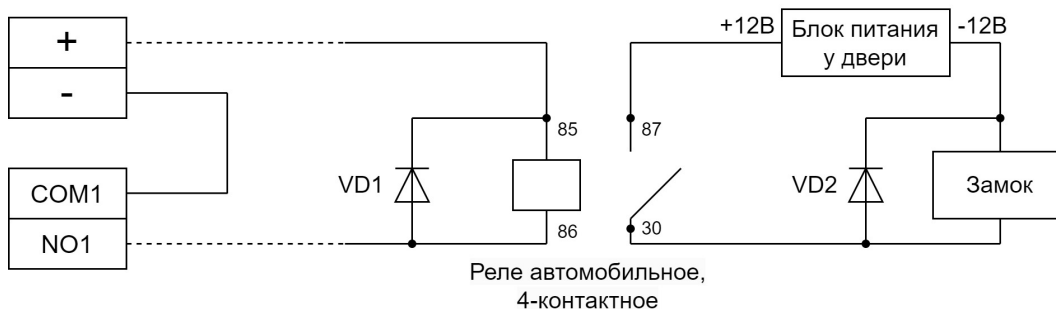 +
-
COM1
NO1
VD1
85
86
Реле автомобильное,
4-контактное
87
30
+12В
Блок питания
у двери
-12В
VD2
Замок